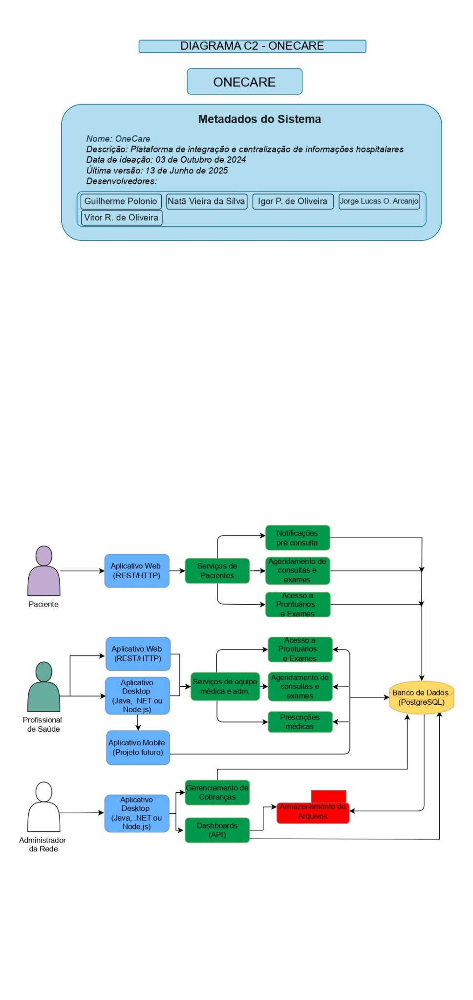 DIAGRAMA C2 - ONECARE
ONECARE
Metadados do Sistema
Nome: OneCare
Descrição: Plataforma de integração e centralização de informações hospitalares
Data de ideação: 03 de Outubro de 2024
Última versão: 13 de Junho de 2025
Desenvolvedores:
Guilherme Polonio
Natã Vieira da Silva
Igor P. de Oliveira
Jorge Lucas O. Arcanjo
Vitor R. de Oliveira
Paciente
Aplicativo Web
(REST/HTTP)
Serviços de
Pacientes
Notificações
pré consulta
Agendamento de
consultas e
exames
Acesso a
Prontuários
e Exames
Profissional
de Saúde
Aplicativo Web
(REST/HTTP)
Aplicativo
Desktop
(Java, .NET ou
Node.js)
Aplicativo Mobile
(Projeto futuro)
Serviços de equipe
médica e adm.
Acesso a
Prontuários
e Exames
Agendamento de
consultas e
exames
Prescrições
médicas
Banco de Dados
(PostgreSQL)
Administrador
da Rede
Aplicativo
Desktop
(Java, .NET ou
Node.js)
Gerenciamento de
Cobranças
Dashboards
(API)
Armazenamento de
Arquivos